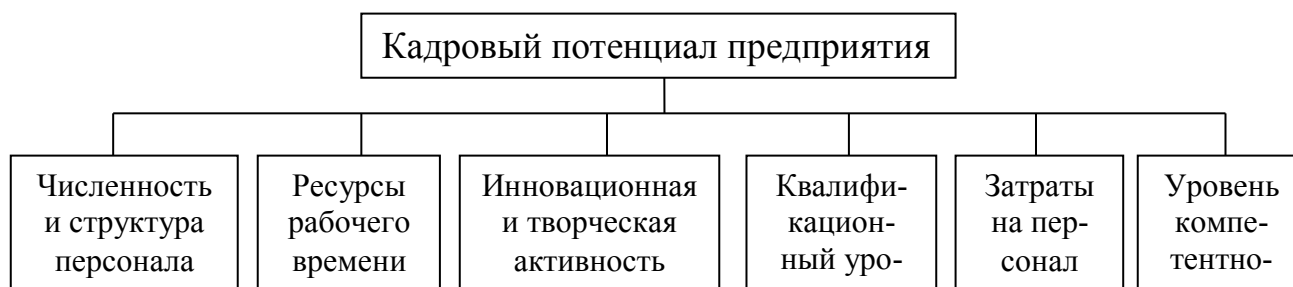 Кадровый потенциал предприятия
Численность
и структура
персонала
Ресурсы
рабочего
времени
Инновационная
и творческая
активность
Квалифи-
кацион-
ный уро-
Затраты
на пер-
сонал
Уровень
компе-
тентно-